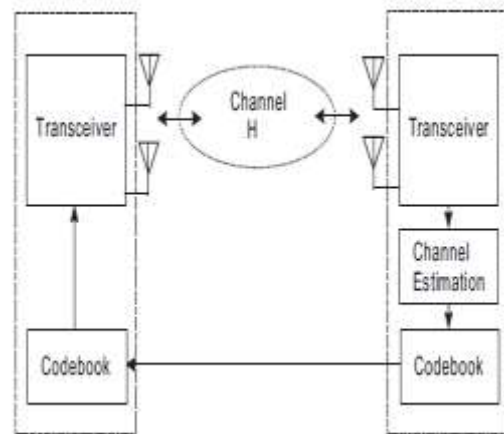 Transceiver
Channel
H
Transceiver
Channel
Estimation
Codebook
Codebook